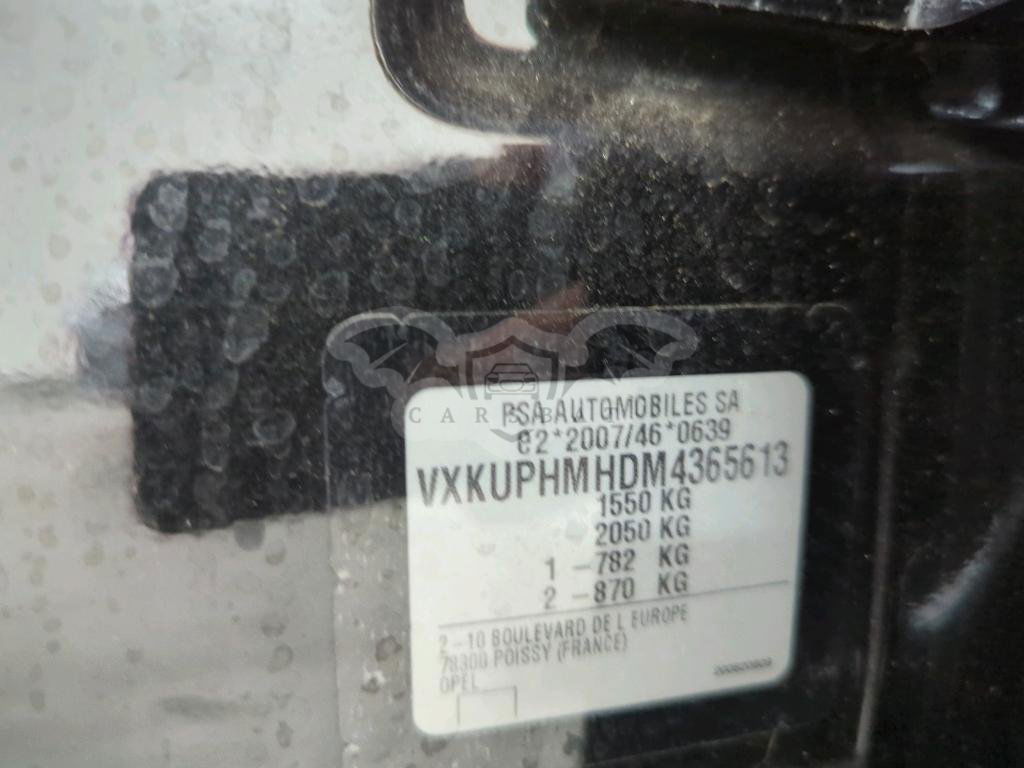 CARSBUG
PSA AUTOMOBILES SA
e2*2007/46*0639
VXKUPHMHDM4365613
1550 KG
2050 KG
1 -782 KG
2 -870 KG
2-10 BOULEVARD DE L EUROPE
78300 POISSY (FRANCE)
OPEL